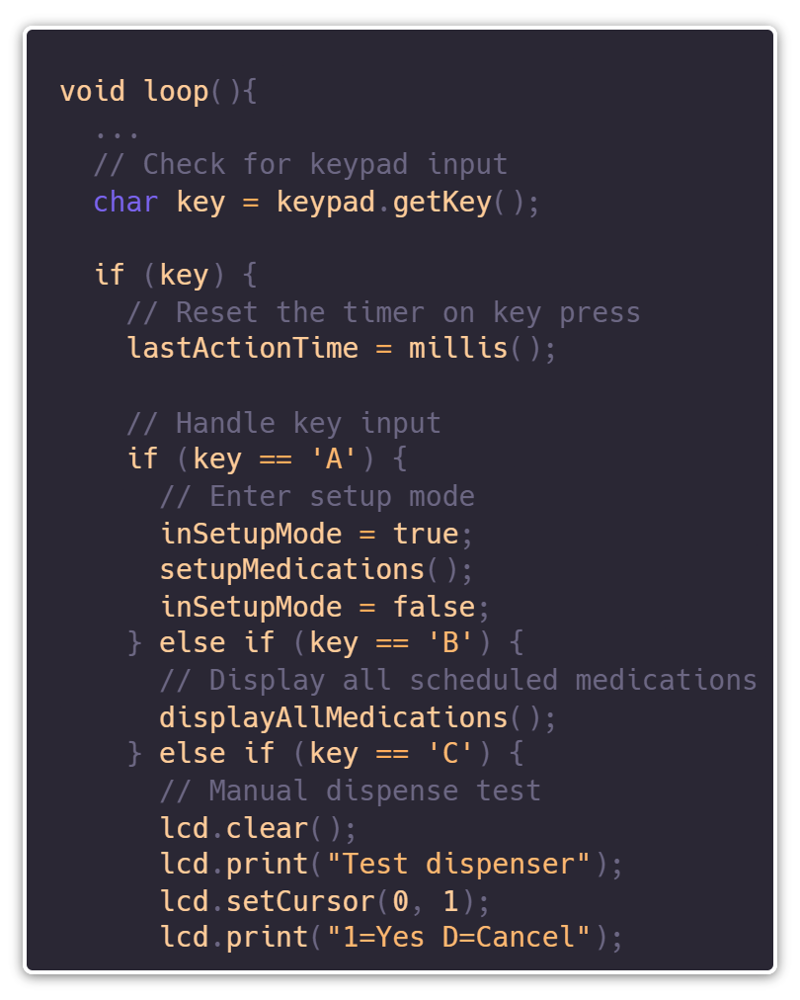 void loop(){
  ...
  // Check for keypad input
  char key = keypad.getKey();

  if (key) {
    // Reset the timer on key press
    lastActionTime = millis();

    // Handle key input
    if (key == 'A') {
      // Enter setup mode
      inSetupMode = true;
      setupMedications();
      inSetupMode = false;
    } else if (key == 'B') {
      // Display all scheduled medications
      displayAllMedications();
    } else if (key == 'C') {
      // Manual dispense test
      lcd.clear();
      lcd.print("Test dispenser");
      lcd.setCursor(0, 1);
      lcd.print("1=Yes D=Cancel");